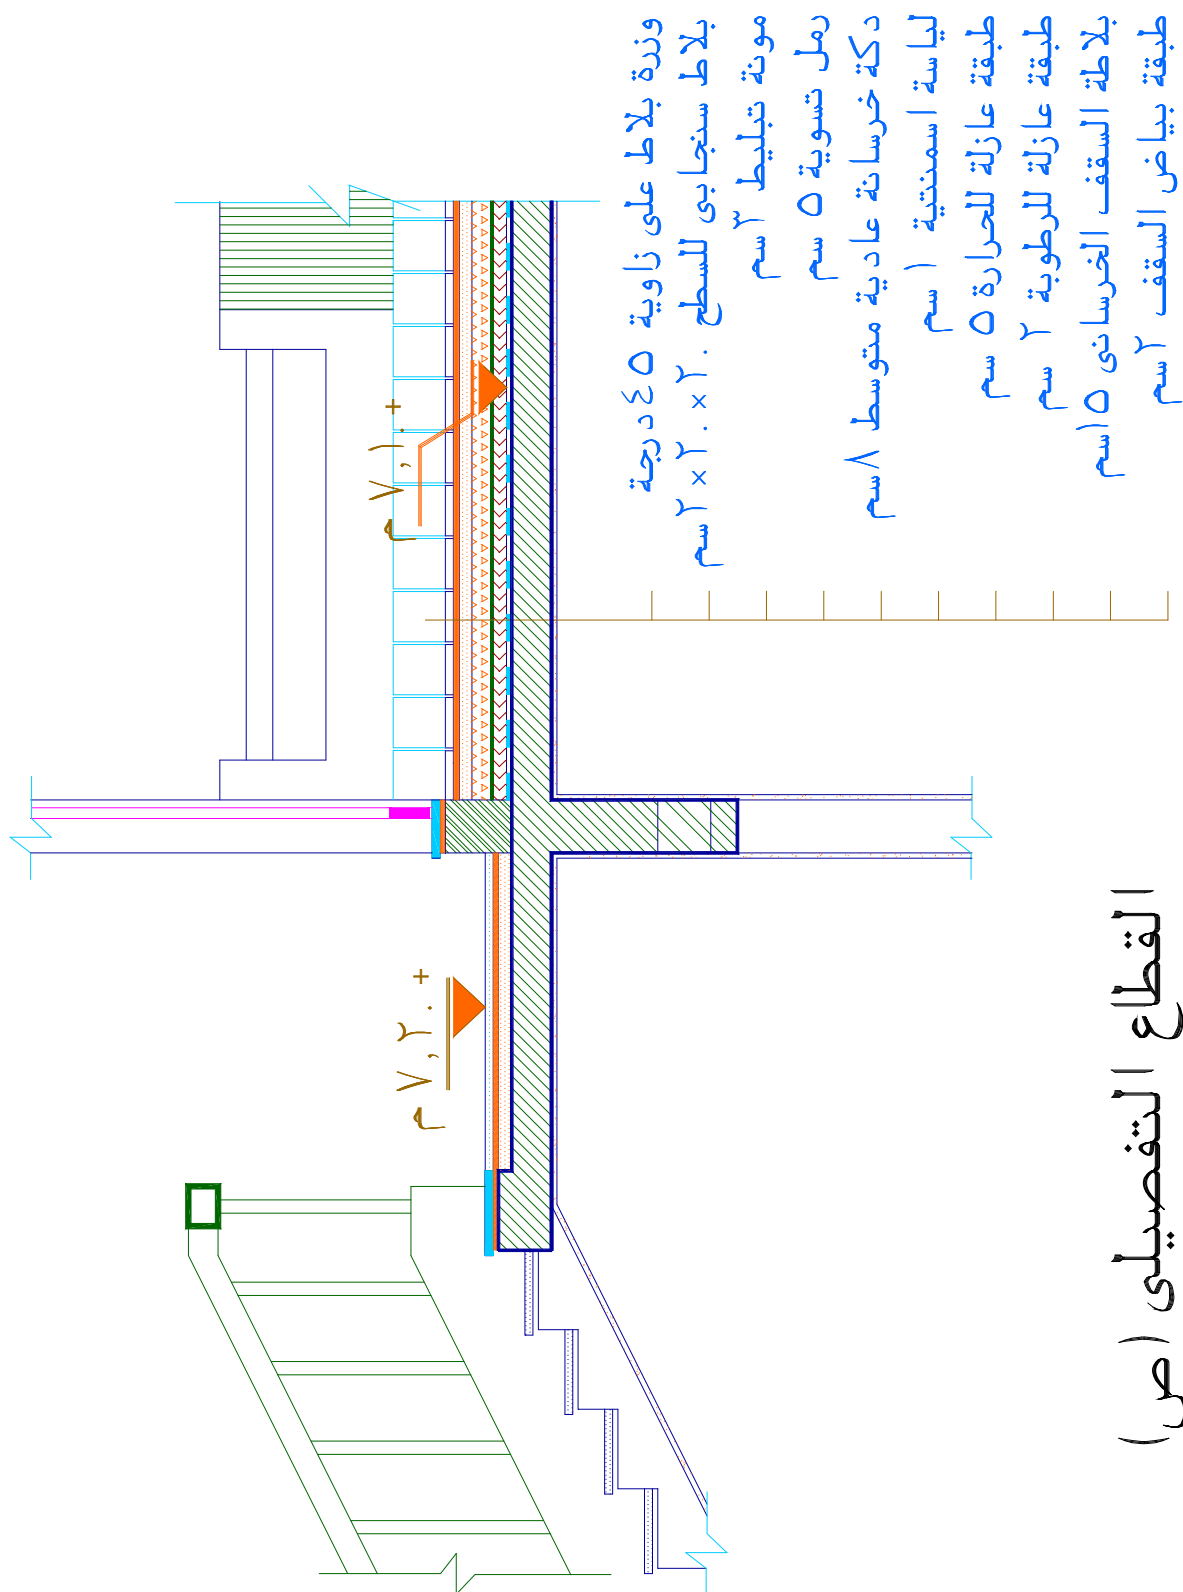 وزرة بلاط على زاوية ٤٥ درجة
بلاط سنجابى للسطح ٢٠×٢٠×٢سم
مونة تبليط ٣سم
رمل تسوية ٥ سم
دكة خرسانة عادية متوسط ٨سم
لياسة اسمنتية ١ سم
طبقة عازلة للحرارة ٥ سم
طبقة عازلة للرطوبة ٢ سم
بلاطة السقف الخرسانى ١٥سم
طبقة بياض السقف ٢سم
+٧,١٠ م
+٧,٢٠ م
القطاع التفصيلى (ص)